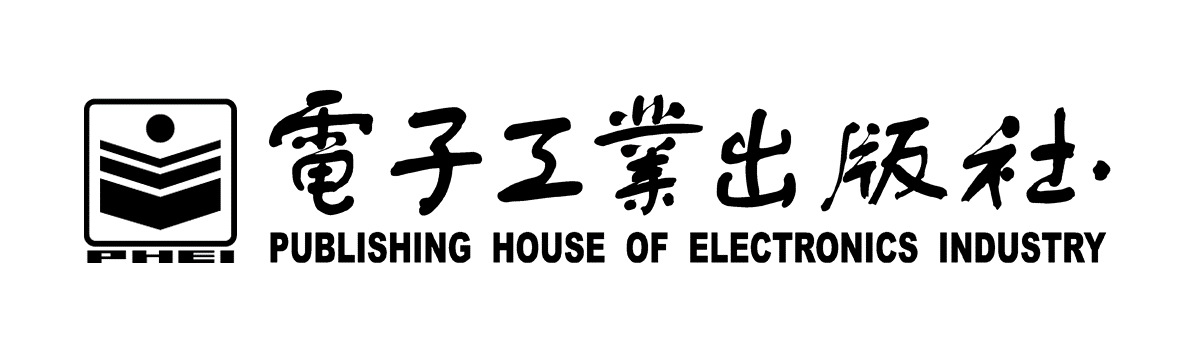 電子工業出版社
PHEI
PUBLISHING HOUSE OF ELECTRONICS INDUSTRY